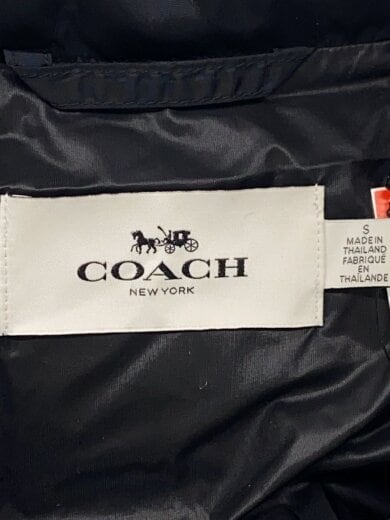 COACH
NEW YORK
S
MADE IN
THAILAND
FABRIQUÉ
EN
THAÏLANDE